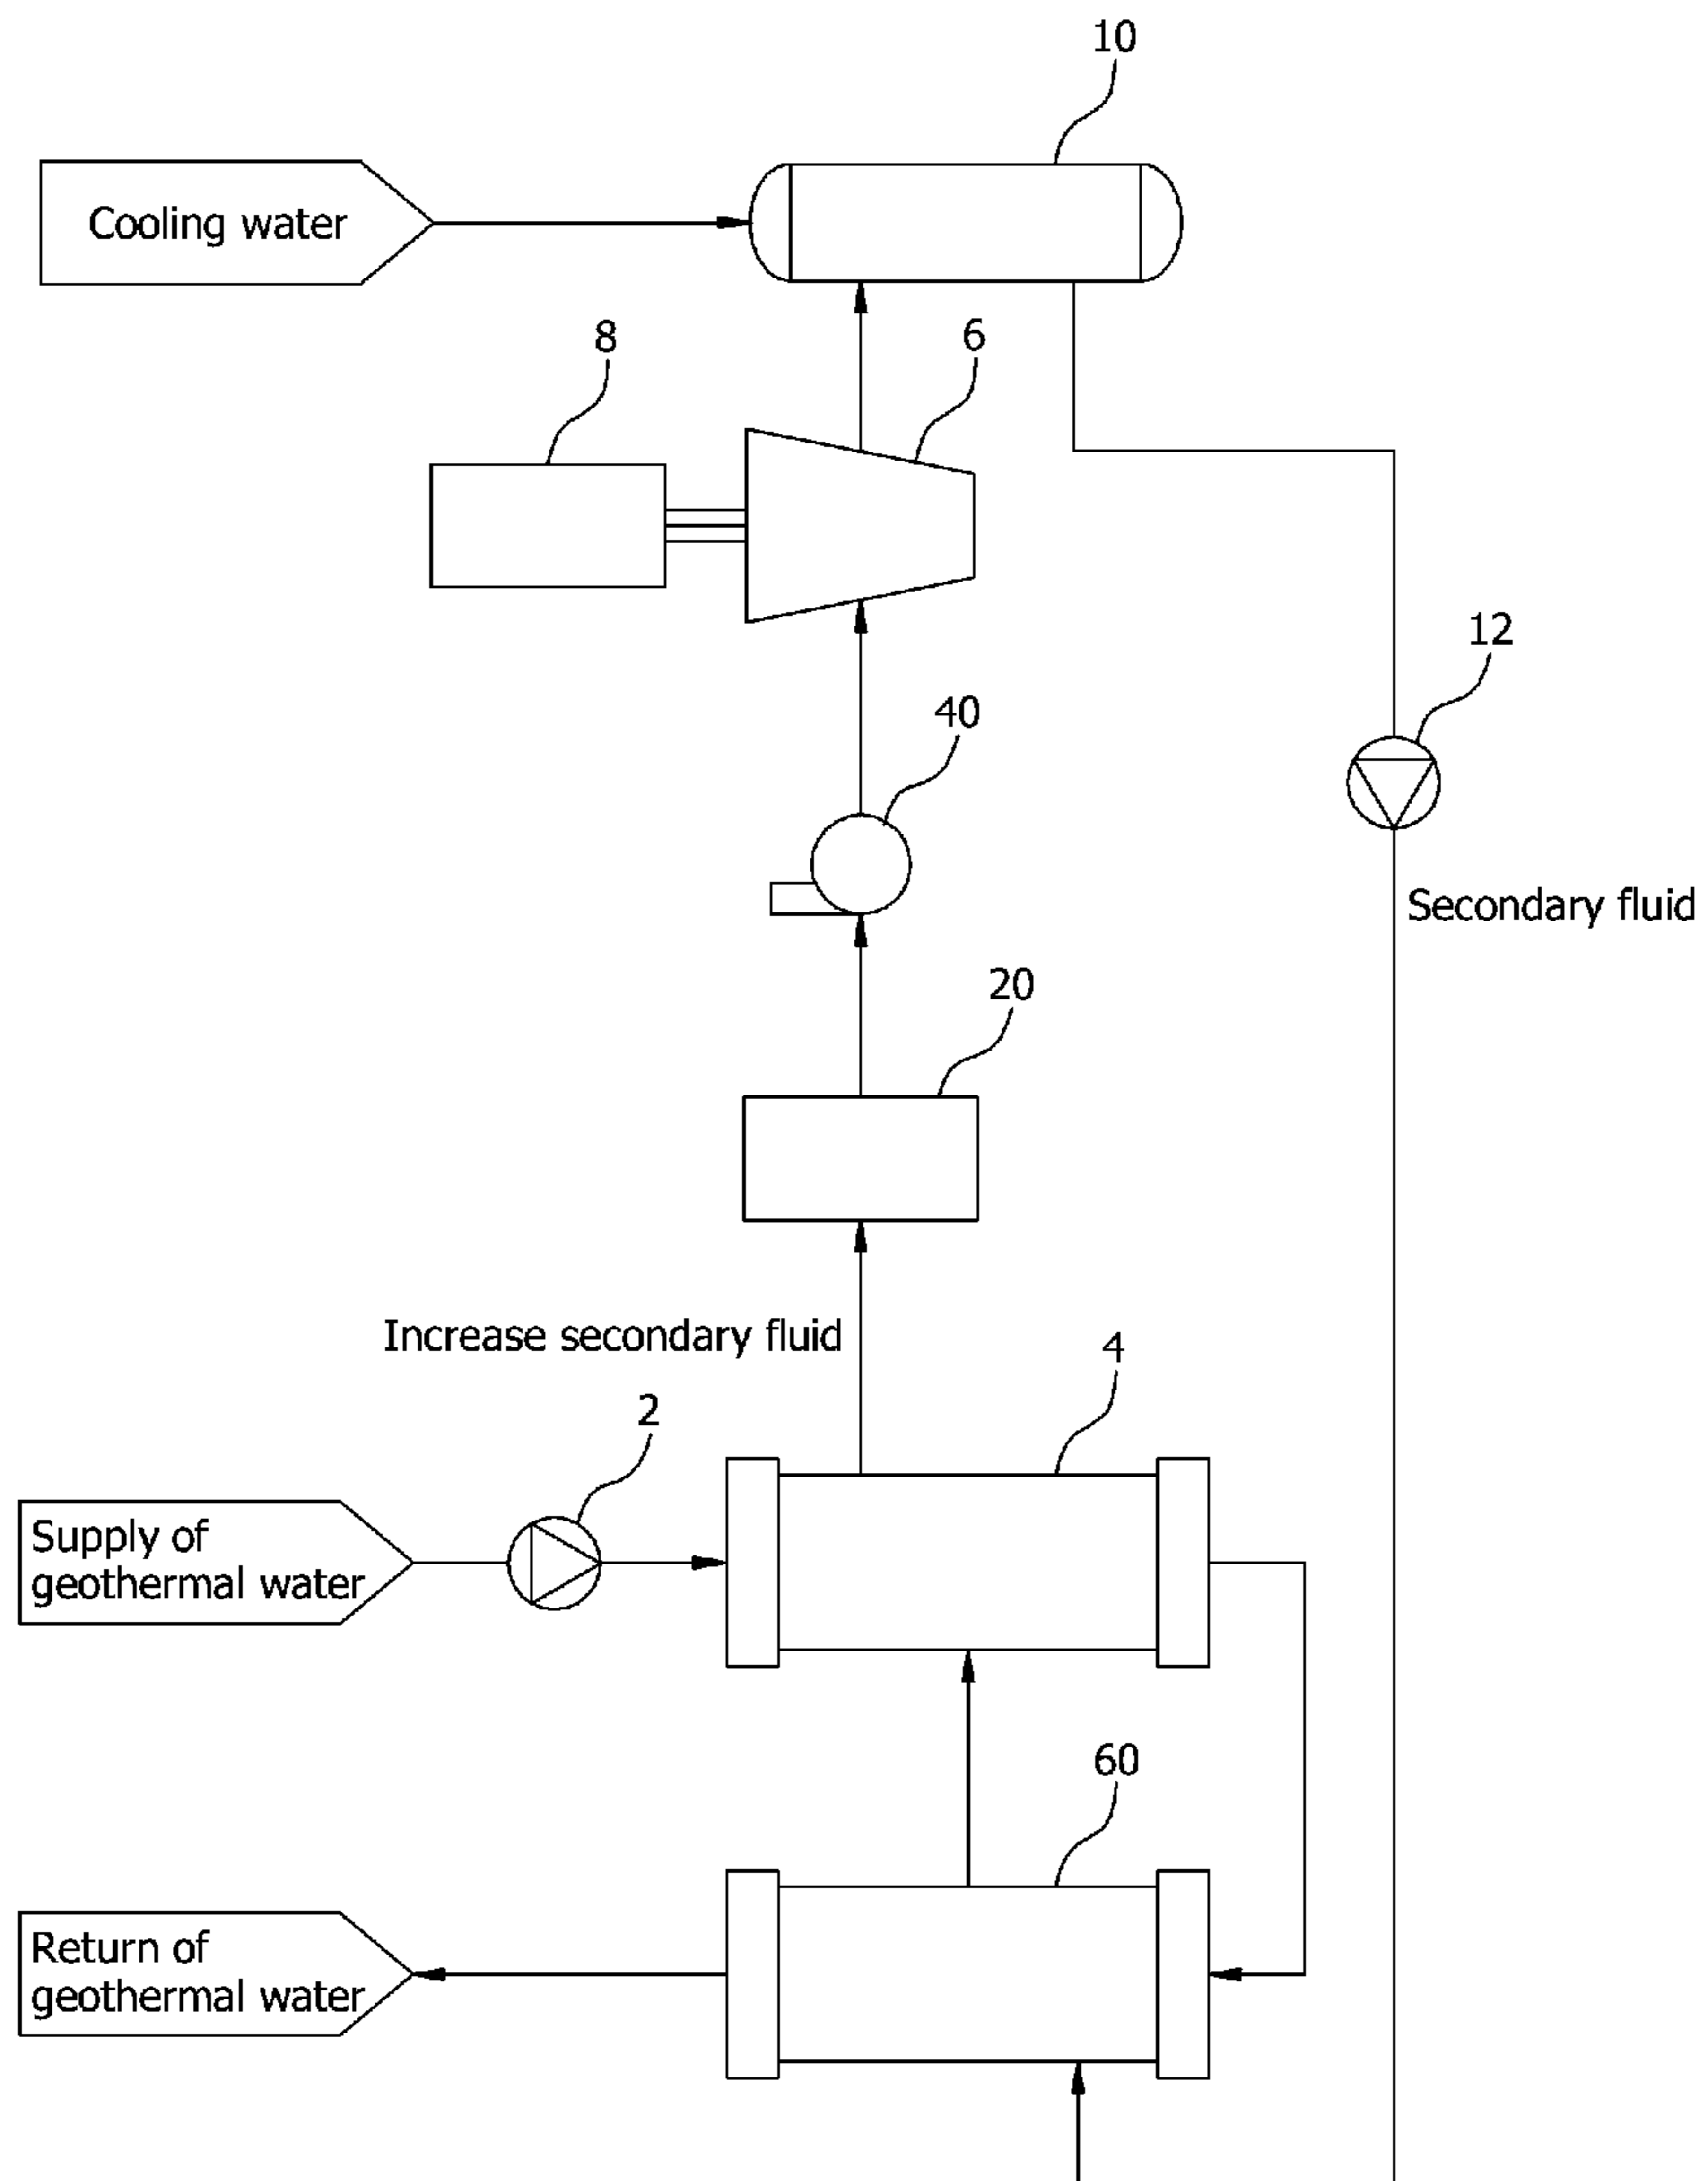 10
Cooling water
8
6
12
40
Secondary fluid
20
Increase secondary fluid
4
2
Supply of
geothermal water
60
Return of
geothermal water